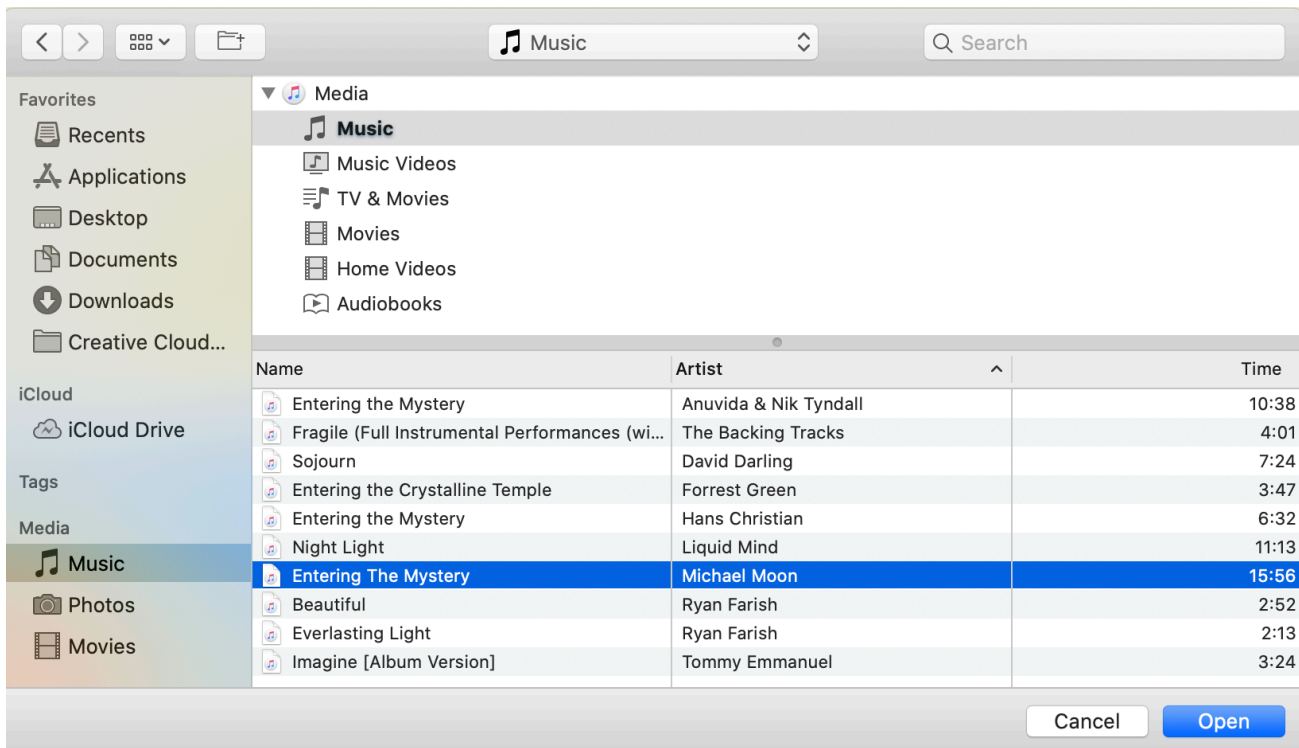 Music
Search
Favorites
Recents
Applications
Desktop
Documents
Downloads
Creative Cloud...
iCloud
iCloud Drive
Tags
Media
Music
Photos
Movies
Media
Music
Music Videos
TV & Movies
Movies
Home Videos
Audiobooks
Name Artist Time
Entering the Mystery Anuvida & Nik Tyndall 10:38
Fragile (Full Instrumental Performances (wi... The Backing Tracks 4:01
Sojourn David Darling 7:24
Entering the Crystalline Temple Forrest Green 3:47
Entering the Mystery Hans Christian 6:32
Night Light Liquid Mind 11:13
Entering The Mystery Michael Moon 15:56
Beautiful Ryan Farish 2:52
Everlasting Light Ryan Farish 2:13
Imagine [Album Version] Tommy Emmanuel 3:24
Cancel Open